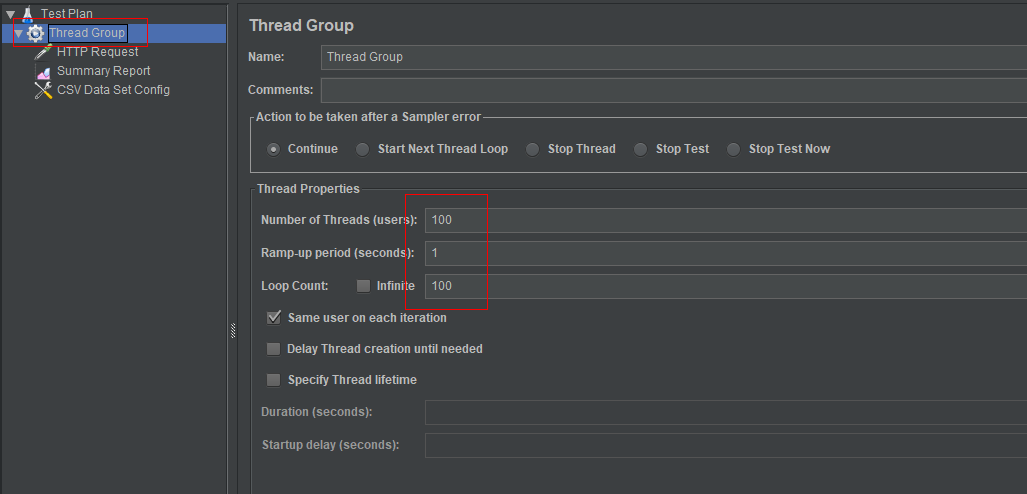 Test Plan
Thread Group
HTTP Request
Summary Report
CSV Data Set Config
Thread Group
Name: Thread Group
Comments:
Action to be taken after a Sampler error
Continue Start Next Thread Loop Stop Thread Stop Test Stop Test Now
Thread Properties
Number of Threads (users): 100
Ramp-up period (seconds): 1
Loop Count: Infinite 100
Same user on each iteration
Delay Thread creation until needed
Specify Thread lifetime
Duration (seconds):
Startup delay (seconds):